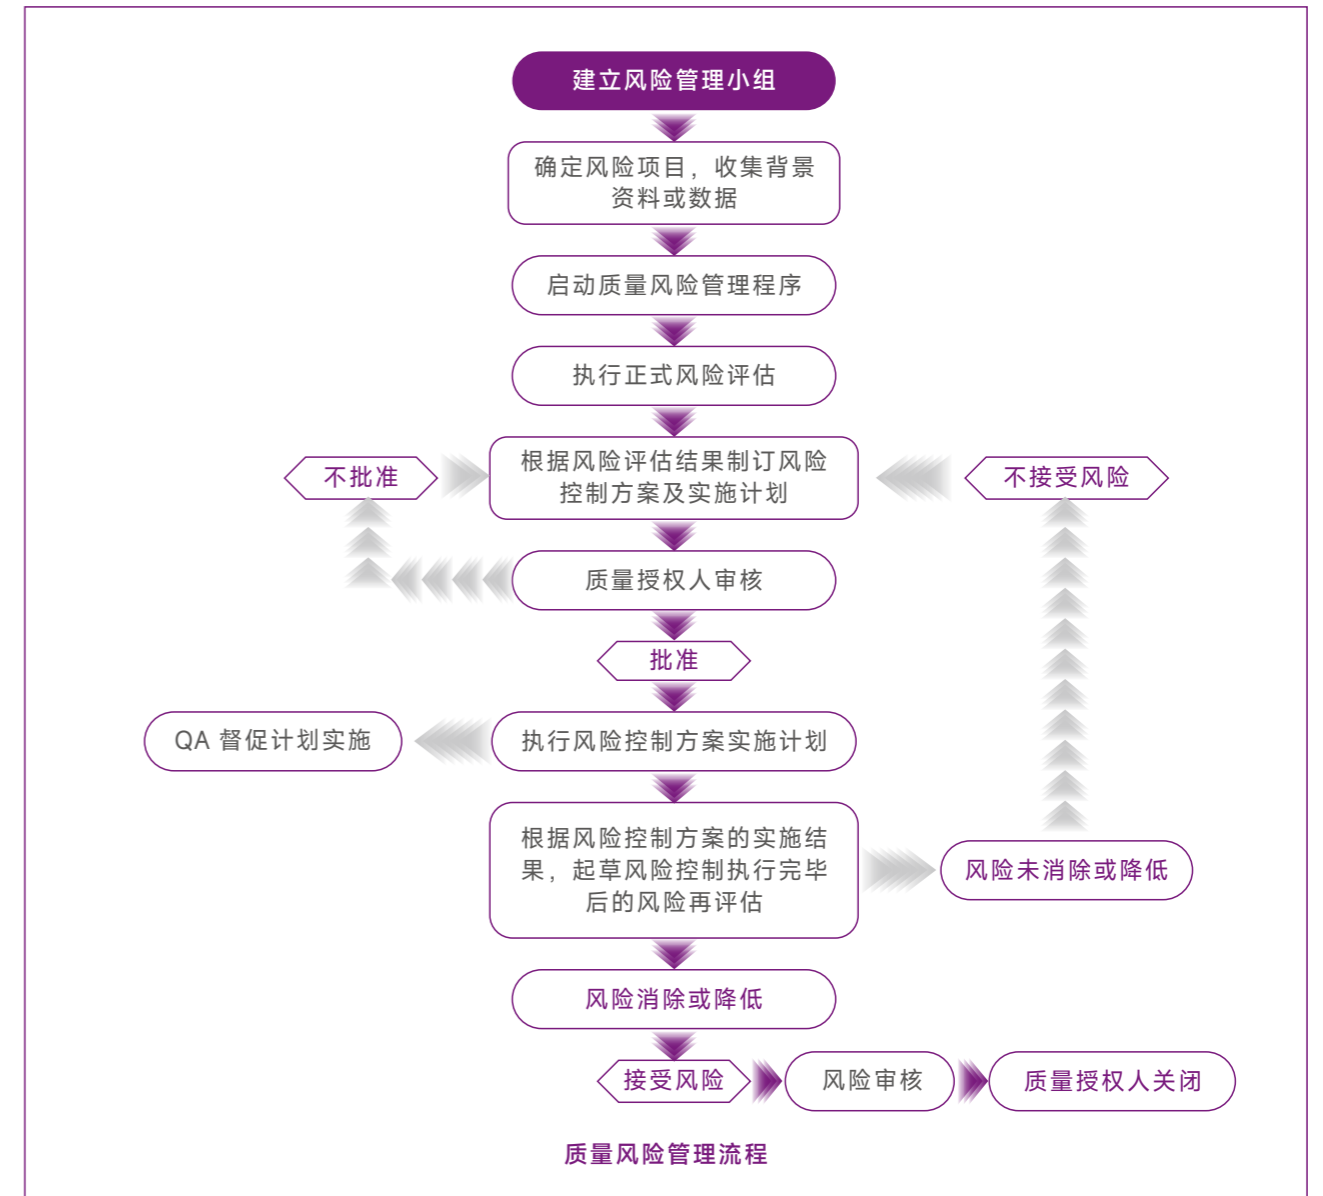 建立风险管理小组
确定风险项目，收集背景
资料或数据
启动质量风险管理程序
执行正式风险评估
不批准
根据风险评估结果制订风险
控制方案及实施计划
不接受风险
质量授权人审核
批准
QA 督促计划实施
执行风险控制方案实施计划
根据风险控制方案的实施结
果，起草风险控制执行完毕
后的风险再评估
风险未消除或降低
风险消除或降低
接受风险
风险审核
质量授权人关闭
质量风险管理流程